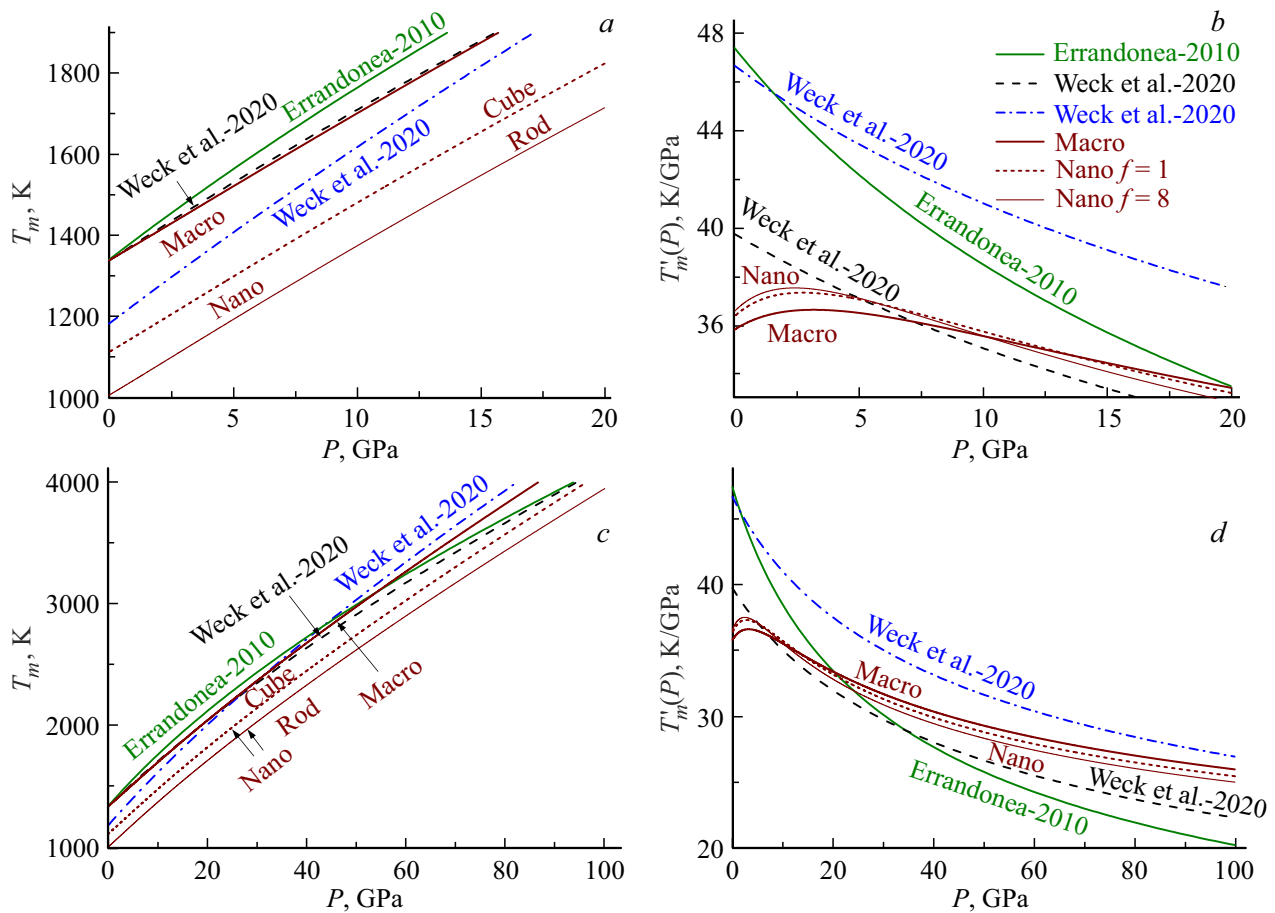 a
1800
1600
1400
1200
1000
T_m, K
0
5
10
15
20
P, GPa
Errandonea-2010
Weck et al.-2020
Macro
Weck et al.-2020
Cube
Rod
Nano
b
48
44
40
36
T'_m(P), K/GPa
0
5
10
15
20
P, GPa
Errandonea-2010
Weck et al.-2020
Weck et al.-2020
Macro
Nano f = 1
Nano f = 8
Weck et al.-2020
Errandonea-2010
Weck et al.-2020
Nano
Macro
c
4000
3000
2000
1000
T_m, K
0
20
40
60
80
100
P, GPa
Weck et al.-2020
Weck et al.-2020
Errandonea-2010
Cube
Macro
Rod
Nano
d
40
30
20
T'_m(P), K/GPa
0
20
40
60
80
100
P, GPa
Weck et al.-2020
Macro
Nano
Weck et al.-2020
Errandonea-2010